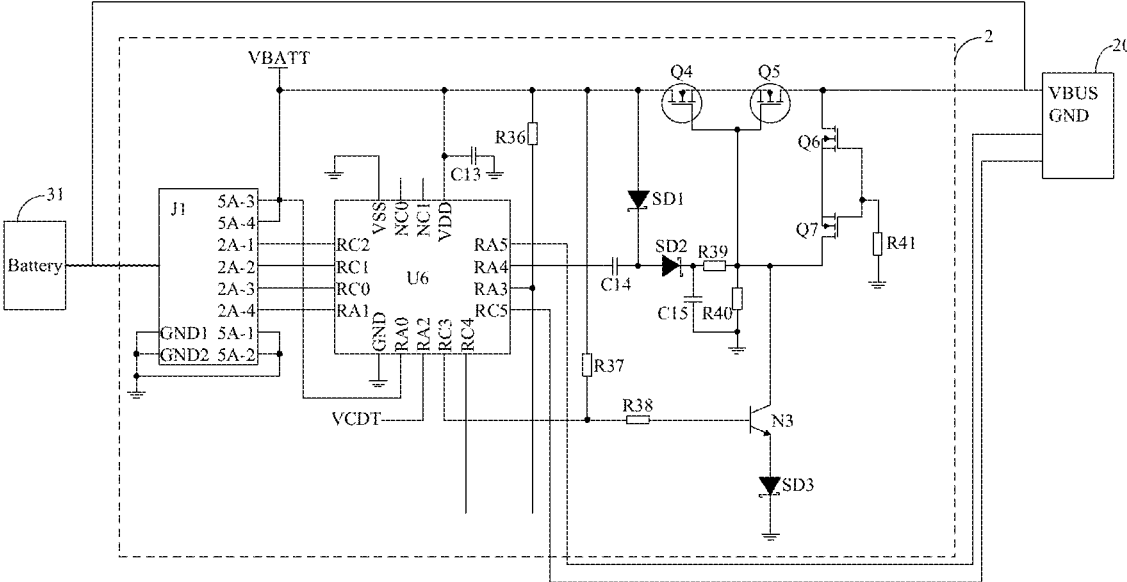 2
20
VBATT
Q4
Q5
VBUS
GND
R36
Q6
C13
31
J1
5A-3
5A-4
2A-1
2A-2
2A-3
2A-4
GND1
5A-1
GND2
5A-2
Battery
VSS
NC0
NC1
VDD
RC2
RC1
RC0
RA1
U6
RA5
RA4
RA3
RC5
GND
RA0
RA2
RC3
RC4
SD1
Q7
R41
SD2
R39
C14
C15
R40
R37
VCDT
R38
N3
SD3